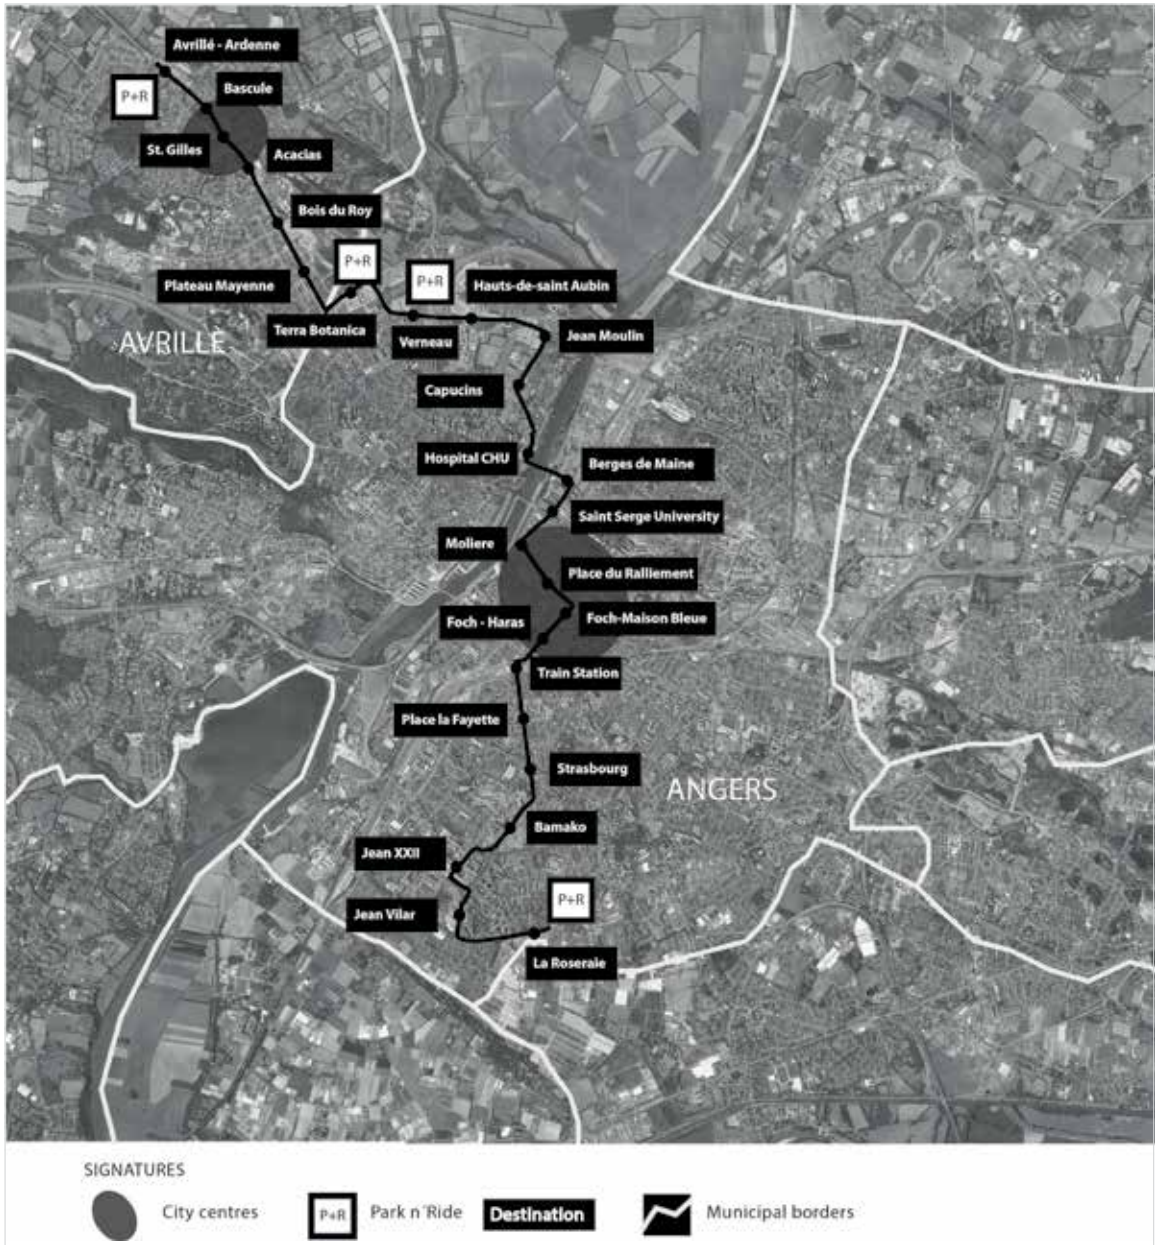 Avrillé - Ardenne
Bascule
P+R
St. Gilles
Acacias
Bois du Roy
P+R
P+R
Plateau Mayenne
Hauts-de-saint Aubin
Terra Botanica
AVRILLÈ
Verneau
Jean Moulin
Capucins
Hospital CHU
Berges de Maine
Saint Serge University
Moliere
Place du Ralliement
Foch - Haras
Foch-Maison Bleue
Train Station
Place la Fayette
Strasbourg
ANGERS
Bamako
Jean XXII
P+R
Jean Vilar
La Roseraie
SIGNATURES
City centres
P+R
Park n´Ride
Destination
Municipal borders